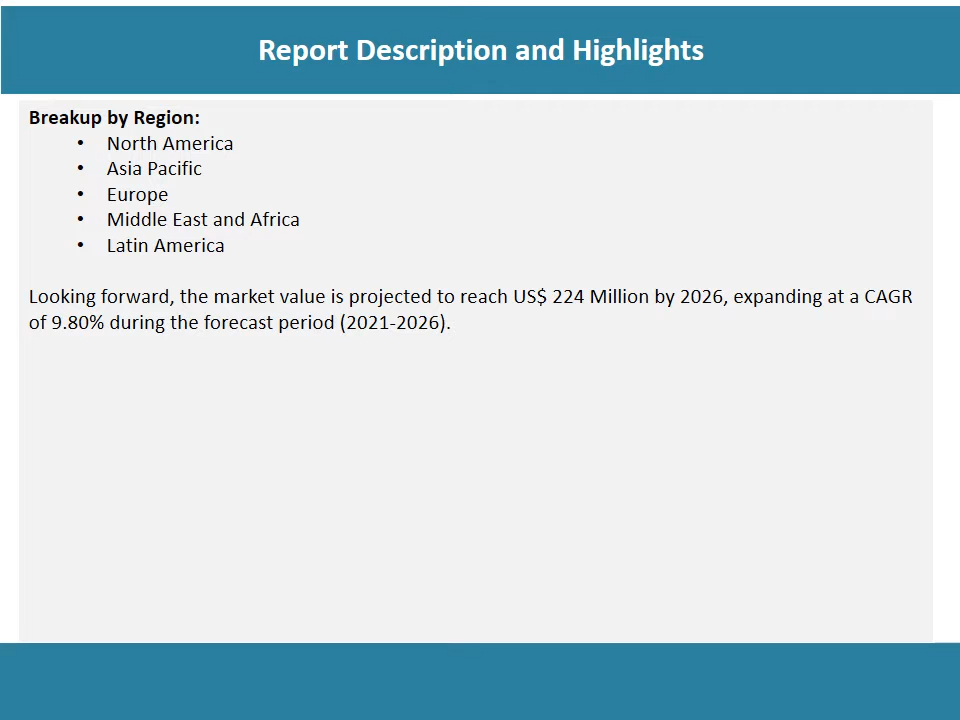 Report Description and Highlights
Breakup by Region:
• North America
• Asia Pacific
• Europe
• Middle East and Africa
• Latin America
Looking forward, the market value is projected to reach US$ 224 Million by 2026, expanding at a CAGR
of 9.80% during the forecast period (2021-2026).